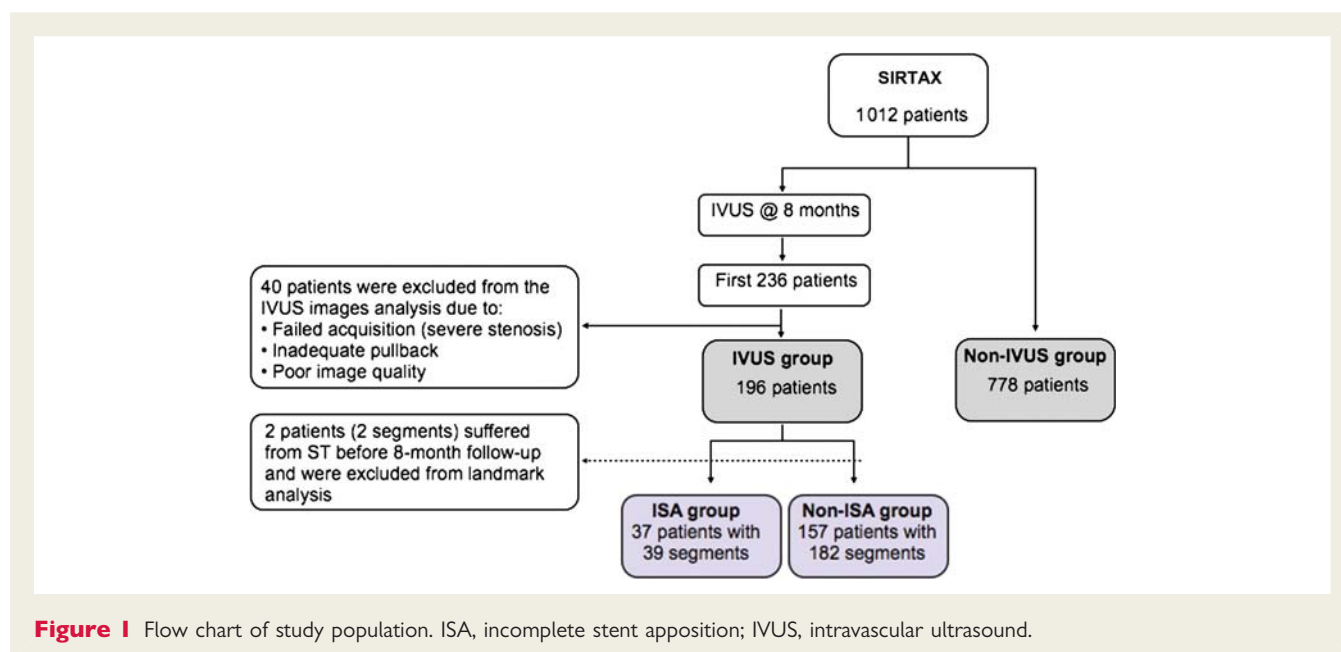 SIRTAX
1012 patients
IVUS @ 8 months
First 236 patients
40 patients were excluded from the
IVUS images analysis due to:
• Failed acquisition (severe stenosis)
• Inadequate pullback
• Poor image quality
IVUS group
196 patients
Non-IVUS group
778 patients
2 patients (2 segments) suffered
from ST before 8-month follow-up
and were excluded from landmark
analysis
ISA group
37 patients with
39 segments
Non-ISA group
157 patients with
182 segments
Figure 1 Flow chart of study population. ISA, incomplete stent apposition; IVUS, intravascular ultrasound.